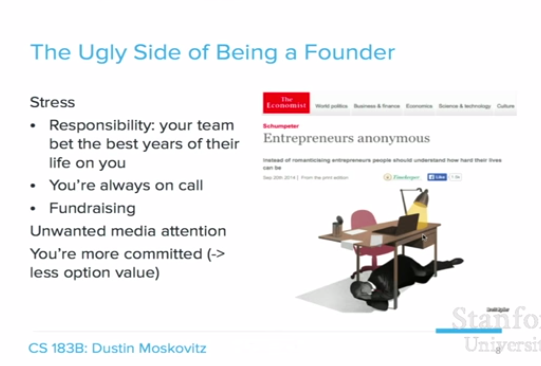 The Ugly Side of Being a Founder
Stress
• Responsibility: your team
bet the best years of their
life on you
• You're always on call
• Fundraising
Unwanted media attention
You're more committed (->
less option value)
The
Economist
World politics Business & finance Economics Science & technology Culture
Schumpeter
Entrepreneurs anonymous
Instead of romanticising entrepreneurs people should understand how hard their lives
can be
Sep 20th 2014 | From the print edition
Timekeeper
Like
CS 183B: Dustin Moskovitz
Stanfo
Universit
8